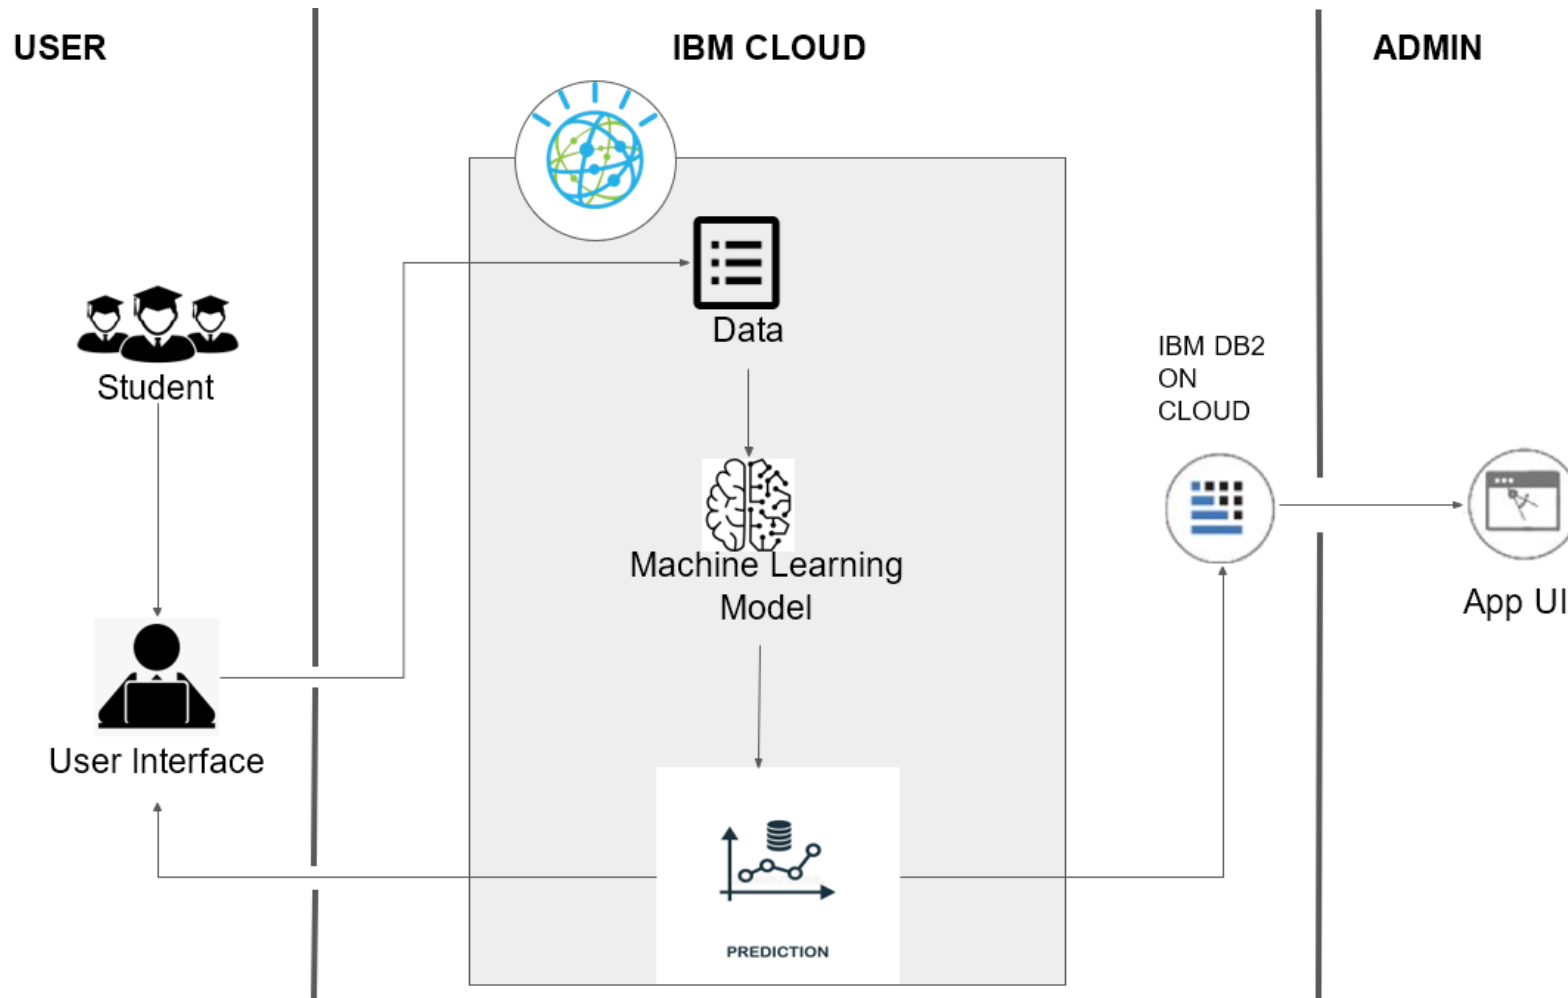 USER
IBM CLOUD
ADMIN
Data
Student
IBM DB2
ON
CLOUD
Machine Learning
Model
App UI
User Interface
PREDICTION